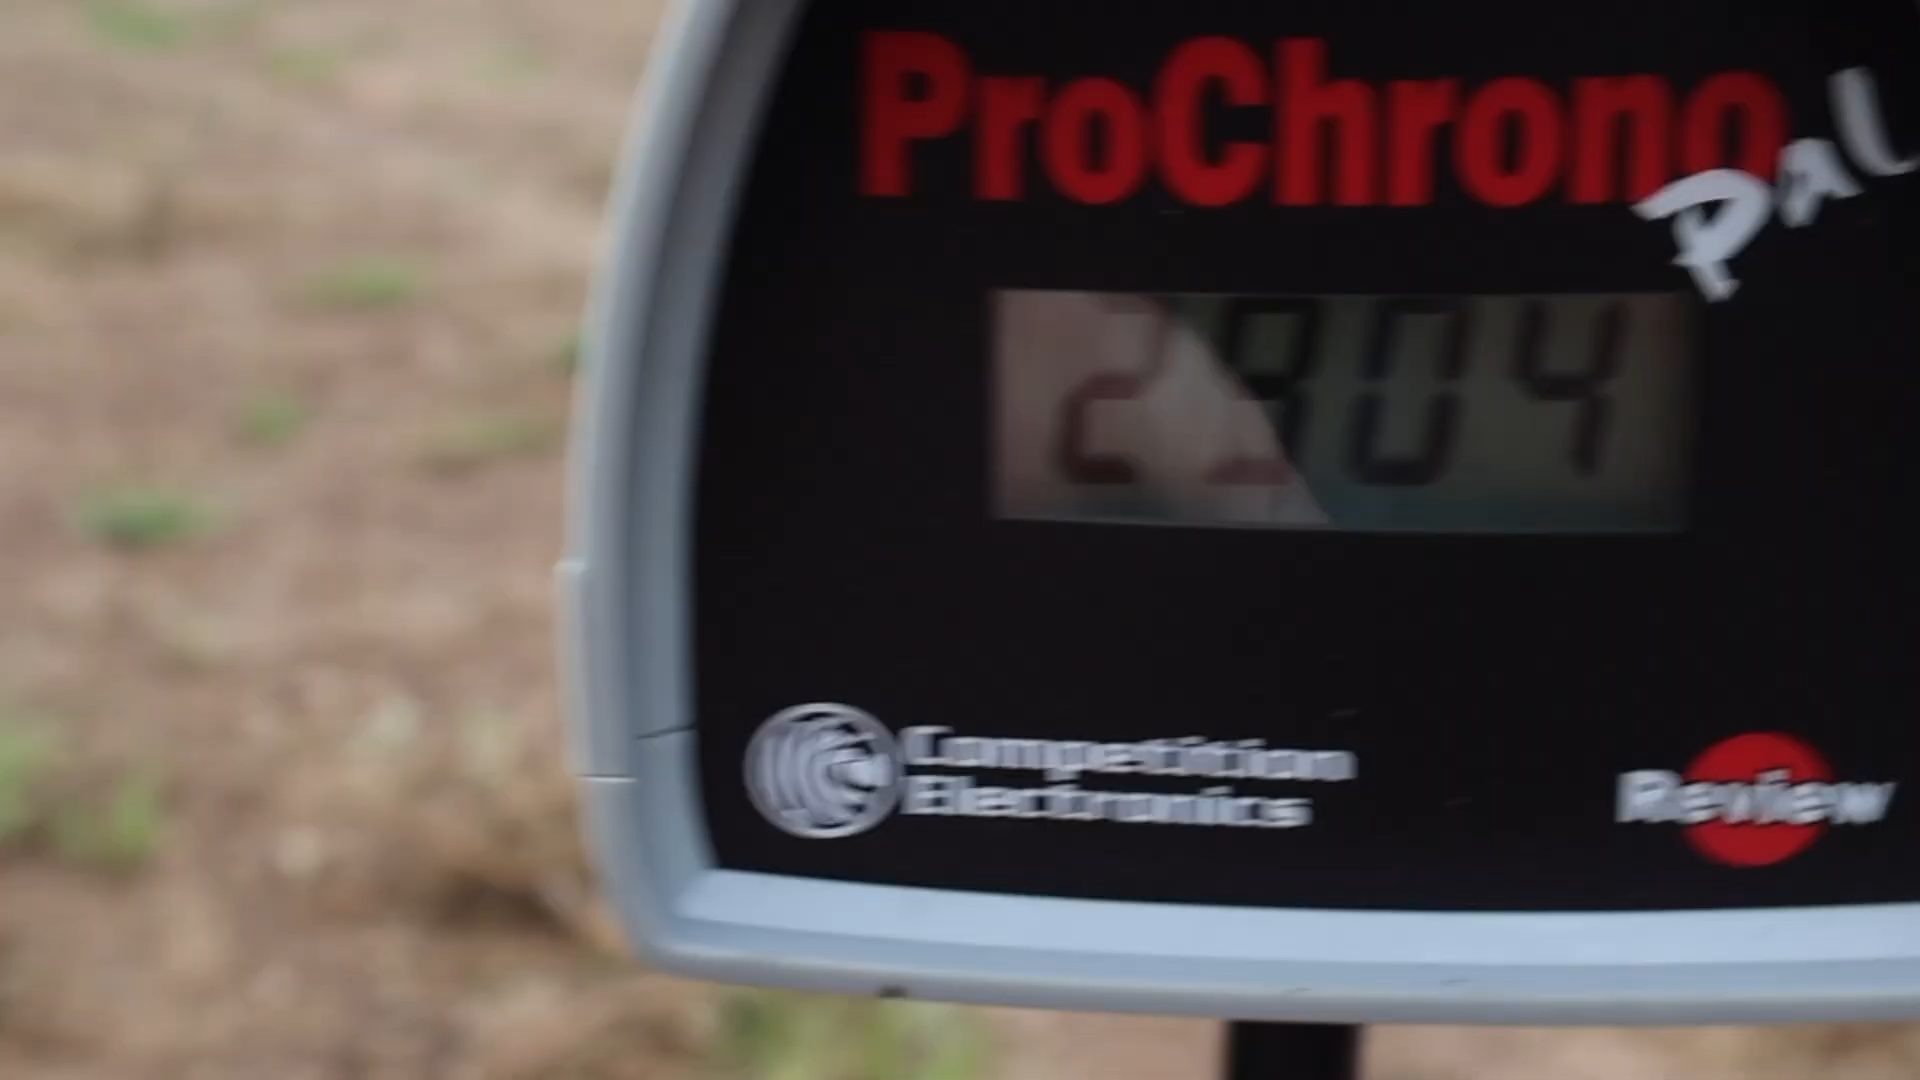 ProChrono
Pal
2904
Competition
Electronics
Review